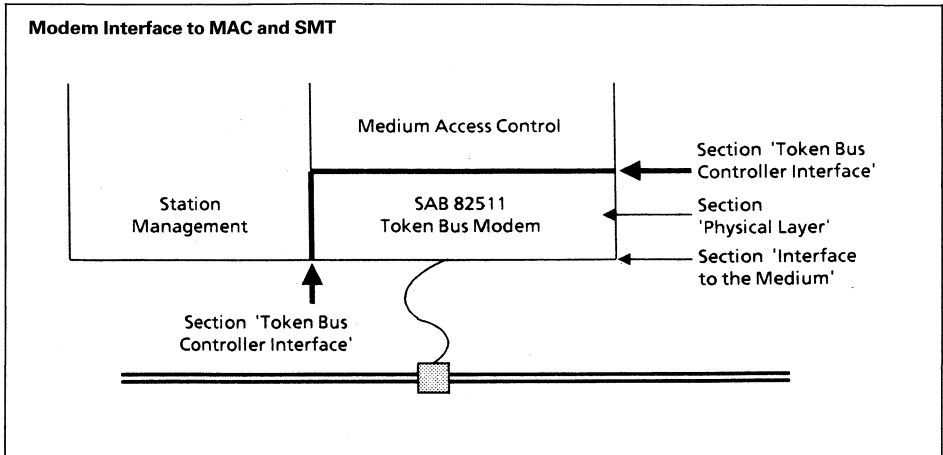 Modem Interface to MAC and SMT
Medium Access Control
Section 'Token Bus
Controller Interface'
Station
Management
SAB 82511
Token Bus Modem
Section
'Physical Layer'
Section 'Interface
to the Medium'
Section 'Token Bus
Controller Interface'